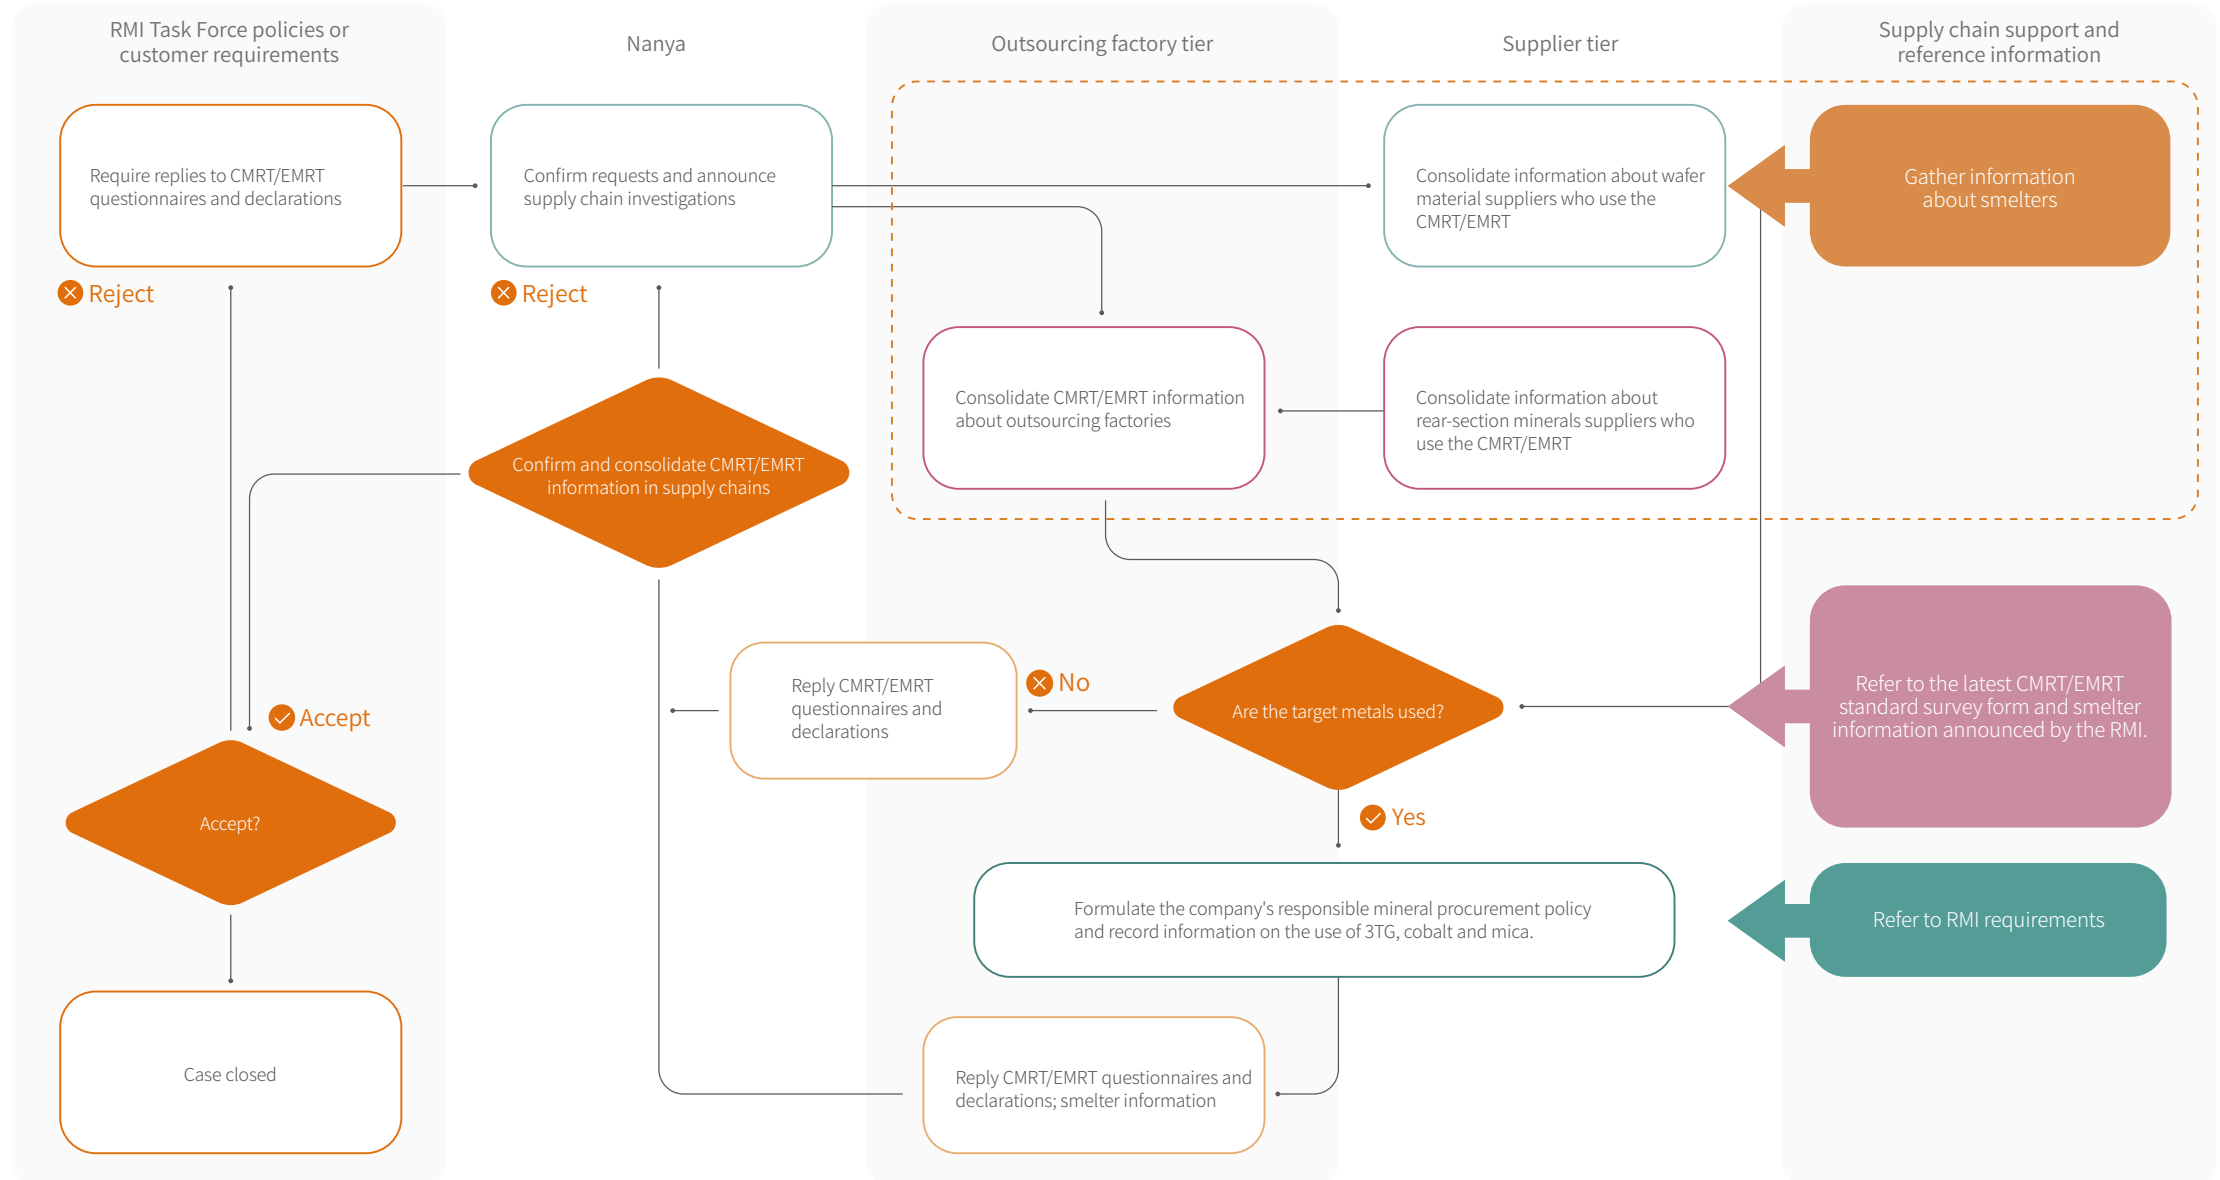 RMI Task Force policies or
customer requirements
Nanya
Outsourcing factory tier
Supplier tier
Supply chain support and
reference information
Require replies to CMRT/EMRT
questionnaires and declarations
Confirm requests and announce
supply chain investigations
Consolidate information about wafer
material suppliers who use the
CMRT/EMRT
Gather information
about smelters
Reject
Reject
Consolidate CMRT/EMRT information
about outsourcing factories
Consolidate information about
rear-section minerals suppliers who
use the CMRT/EMRT
Confirm and consolidate CMRT/EMRT
information in supply chains
Accept
Reply CMRT/EMRT
questionnaires and
declarations
No
Are the target metals used?
Refer to the latest CMRT/EMRT
standard survey form and smelter
information announced by the RMI.
Accept?
Yes
Formulate the company's responsible mineral procurement policy
and record information on the use of 3TG, cobalt and mica.
Refer to RMI requirements
Case closed
Reply CMRT/EMRT questionnaires and
declarations; smelter information